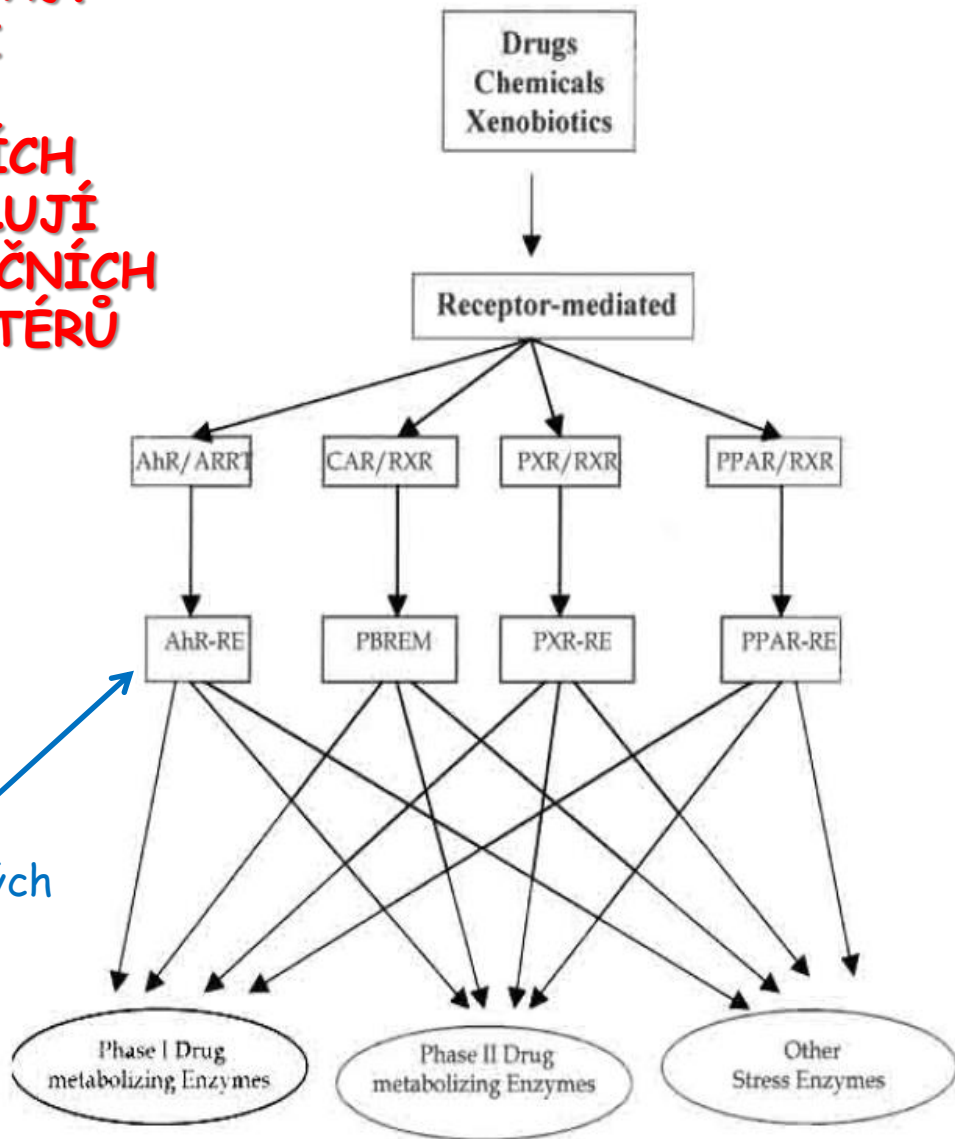 ÍCH
UJÍ
ČNÍCH
TÉRŮ
Drugs
Chemicals
Xenobiotics
Receptor-mediated
AhR/ARRT
CAR/RXR
PXR/RXR
PPAR/RXR
AhR-RE
PBREM
PXR-RE
PPAR-RE
ých
Phase I Drug
metabolizing Enzymes
Phase II Drug
metabolizing Enzymes
Other
Stress Enzymes